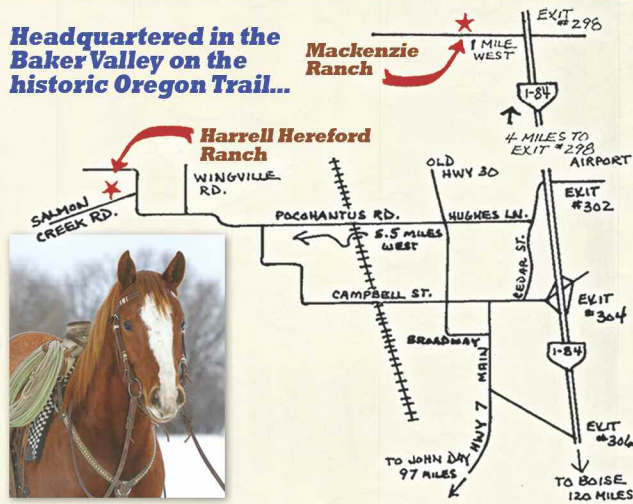 Headquartered in the
Baker Valley on the
historic Oregon Trail...
Mackenzie
Ranch
EXIT
#298
1 MILE
WEST
I-84
4 MILES TO
EXIT #298
Harrell Hereford
Ranch
WINGVILLE
RD.
OLD
HWY 30
AIRPORT
EXIT
#302
SALMON
CREEK RD.
POCOHANTUS RD.
HUGHES LN.
5.5 MILES
WEST
CEDAR ST.
CAMPBELL ST.
EXIT
#304
BROADWAY
MAIN
I-84
HWY 7
EXIT
#306
TO JOHN DAY
97 MILES
TO BOISE
120 MILES